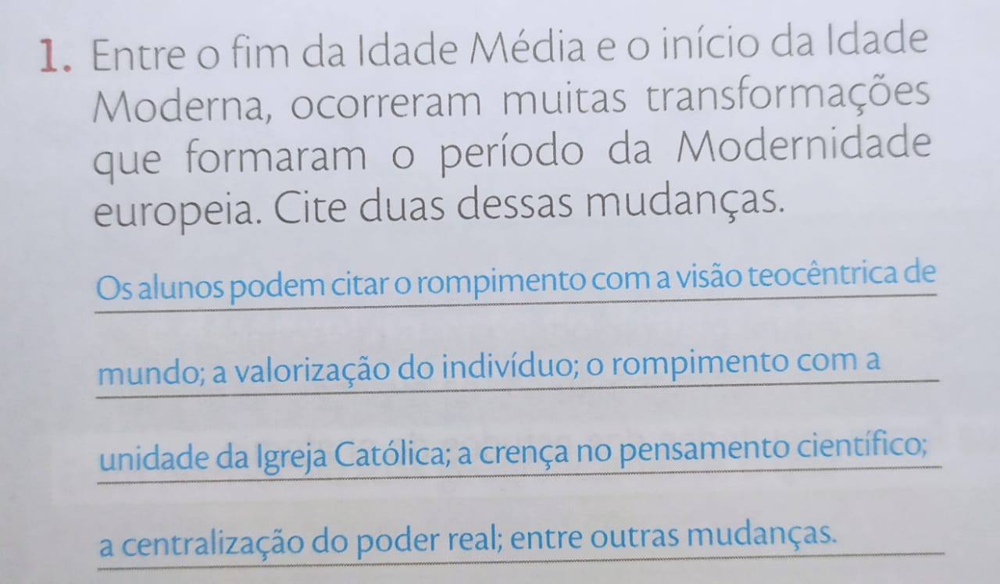 1. Entre o fim da Idade Média e o início da Idade
Moderna, ocorreram muitas transformações
que formaram o período da Modernidade
europeia. Cite duas dessas mudanças.
Os alunos podem citar o rompimento com a visão teocêntrica de
mundo; a valorização do indivíduo; o rompimento com a
unidade da Igreja Católica; a crença no pensamento científico;
a centralização do poder real; entre outras mudanças.